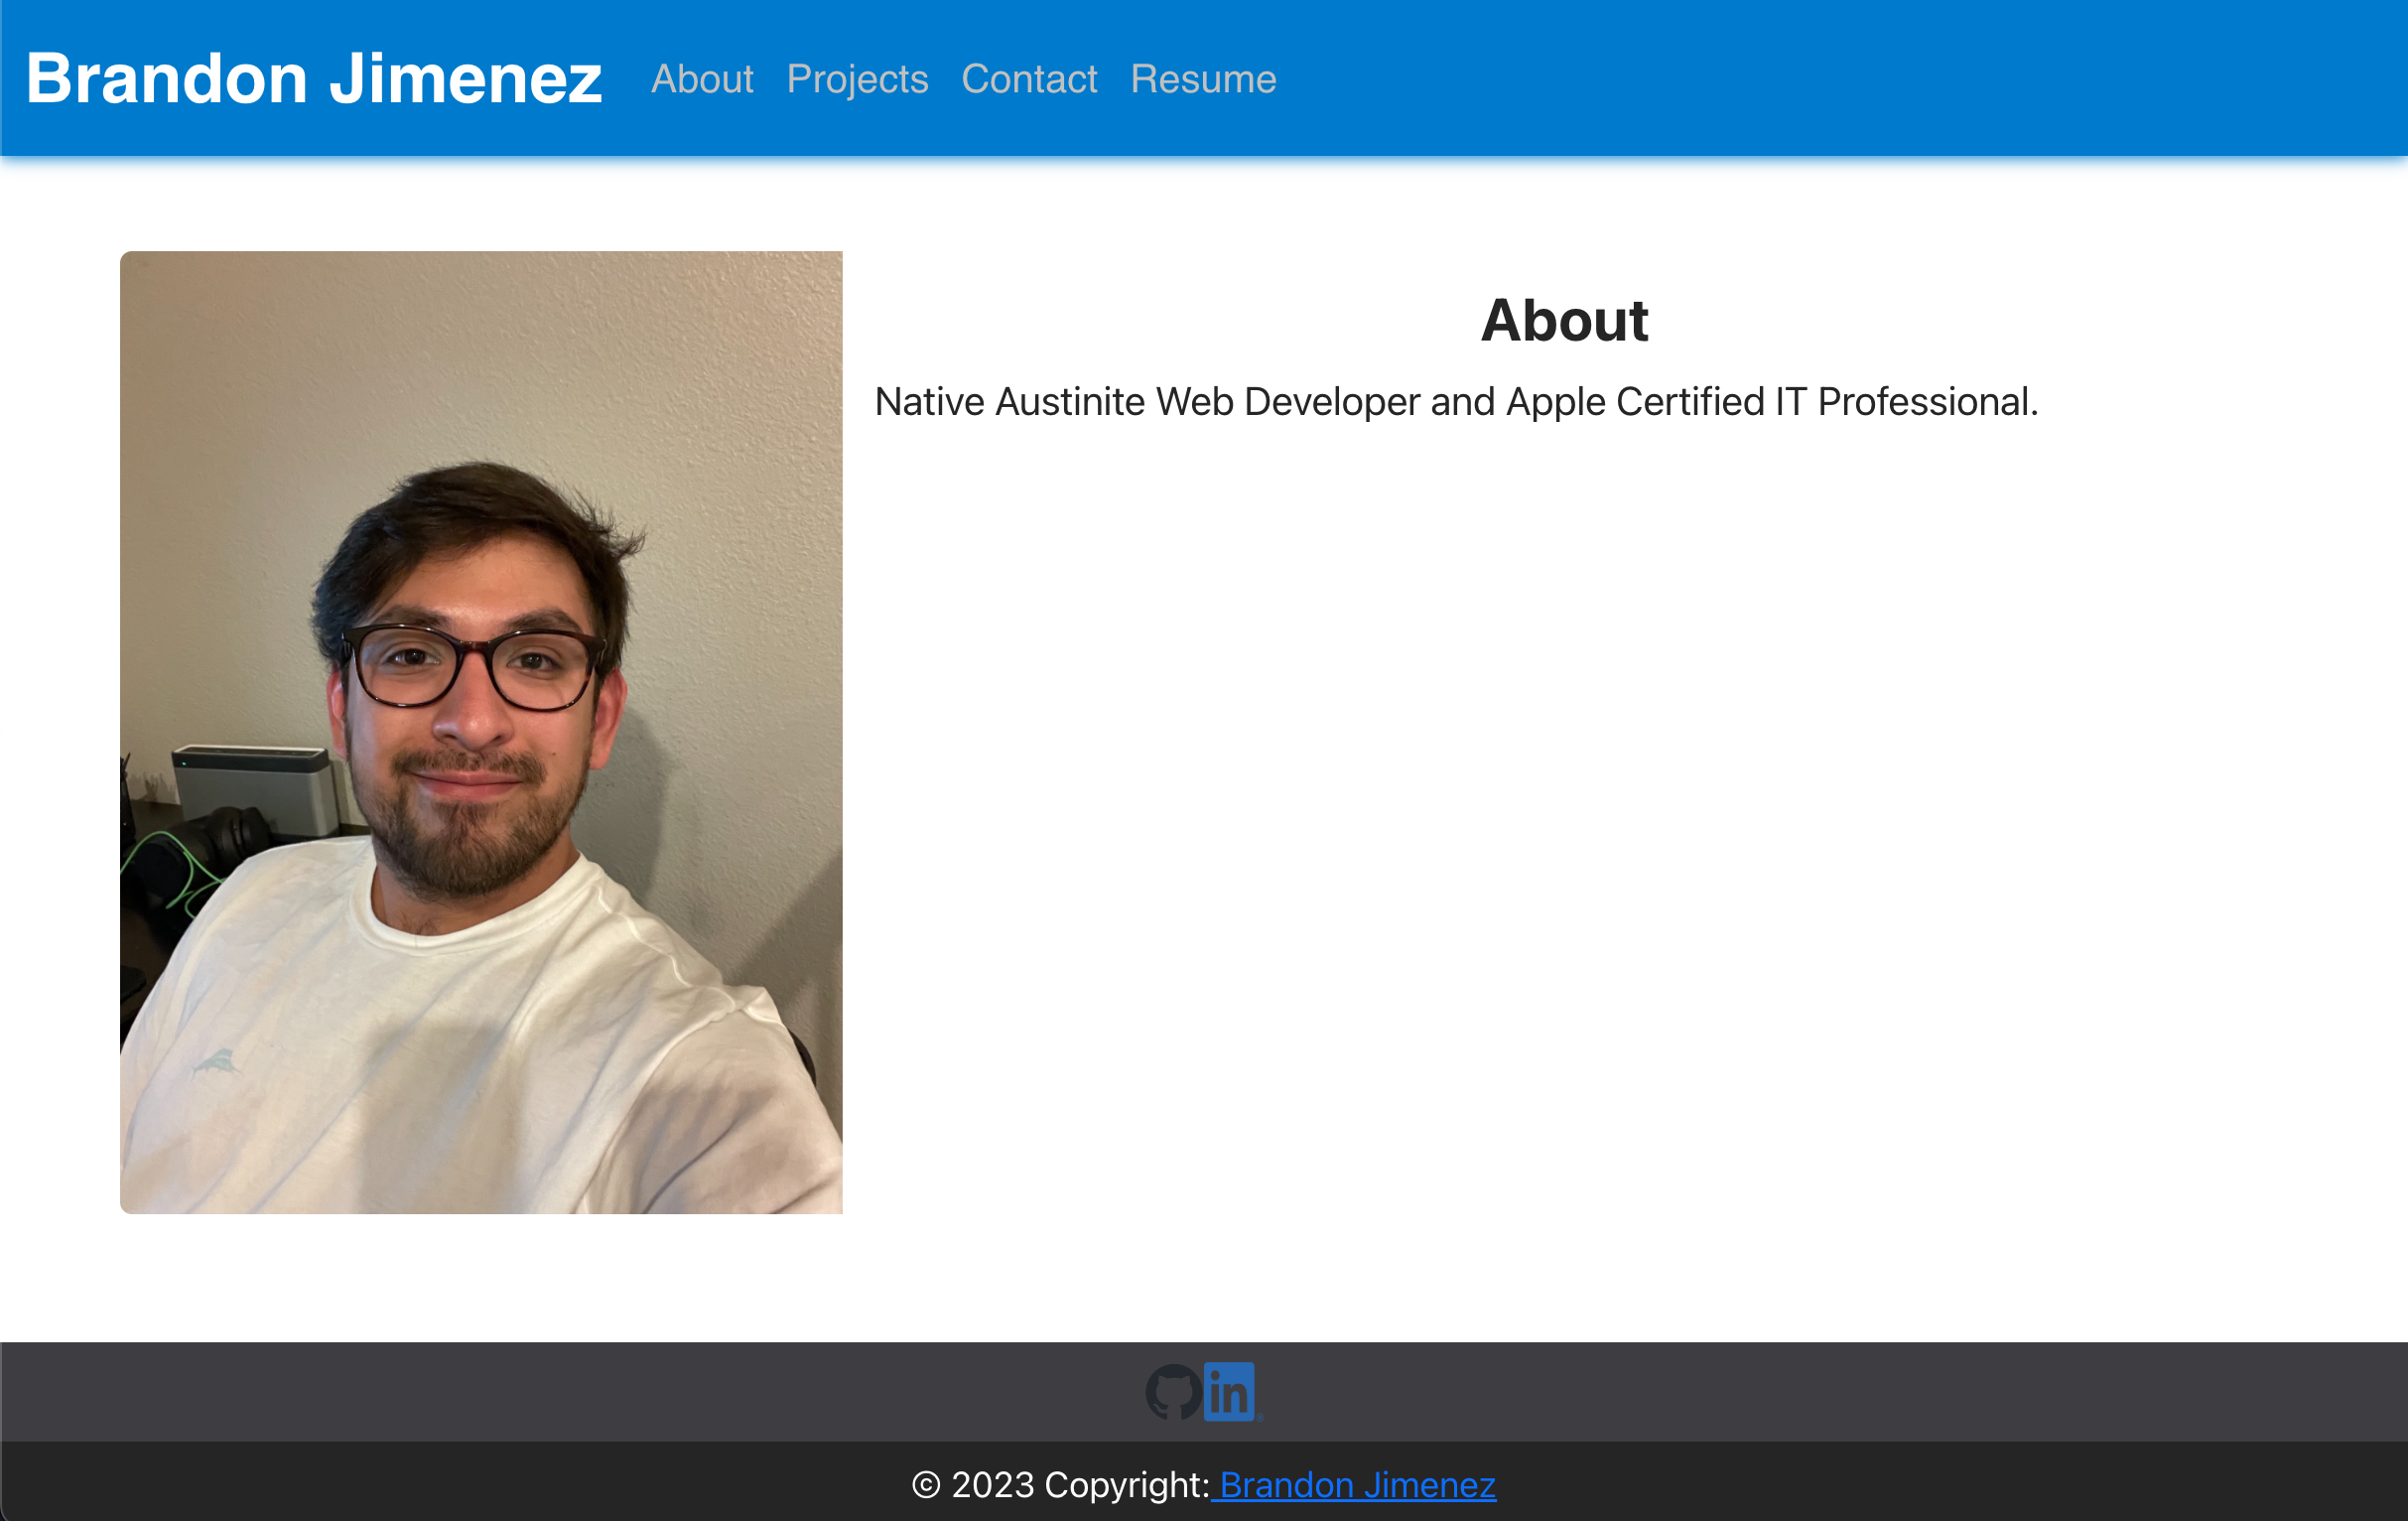 Brandon Jimenez About Projects Contact Resume
About
Native Austinite Web Developer and Apple Certified IT Professional.
in
© 2023 Copyright: Brandon Jimenez